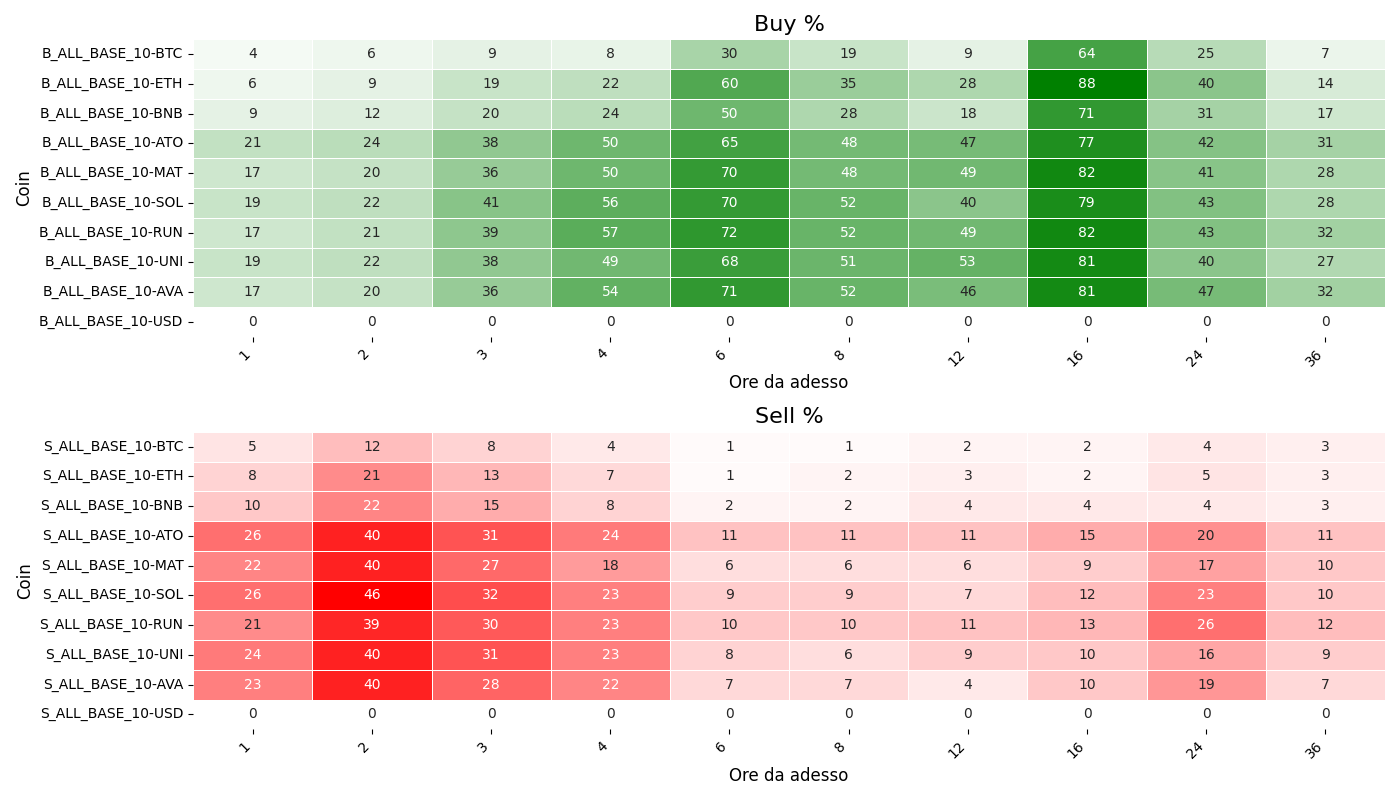 Buy %
Coin
B_ALL_BASE_10-BTC 4 6 9 8 30 19 9 64 25 7
B_ALL_BASE_10-ETH 6 9 19 22 60 35 28 88 40 14
B_ALL_BASE_10-BNB 9 12 20 24 50 28 18 71 31 17
B_ALL_BASE_10-ATO 21 24 38 50 65 48 47 77 42 31
B_ALL_BASE_10-MAT 17 20 36 50 70 48 49 82 41 28
B_ALL_BASE_10-SOL 19 22 41 56 70 52 40 79 43 28
B_ALL_BASE_10-RUN 17 21 39 57 72 52 49 82 43 32
B_ALL_BASE_10-UNI 19 22 38 49 68 51 53 81 40 27
B_ALL_BASE_10-AVA 17 20 36 54 71 52 46 81 47 32
B_ALL_BASE_10-USD 0 0 0 0 0 0 0 0 0 0
1 2 3 4 6 8 12 16 24 36
Ore da adesso
Sell %
Coin
S_ALL_BASE_10-BTC 5 12 8 4 1 1 2 2 4 3
S_ALL_BASE_10-ETH 8 21 13 7 1 2 3 2 5 3
S_ALL_BASE_10-BNB 10 22 15 8 2 2 4 4 4 3
S_ALL_BASE_10-ATO 26 40 31 24 11 11 11 15 20 11
S_ALL_BASE_10-MAT 22 40 27 18 6 6 6 9 17 10
S_ALL_BASE_10-SOL 26 46 32 23 9 9 7 12 23 10
S_ALL_BASE_10-RUN 21 39 30 23 10 10 11 13 26 12
S_ALL_BASE_10-UNI 24 40 31 23 8 6 9 10 16 9
S_ALL_BASE_10-AVA 23 40 28 22 7 7 4 10 19 7
S_ALL_BASE_10-USD 0 0 0 0 0 0 0 0 0 0
1 2 3 4 6 8 12 16 24 36
Ore da adesso